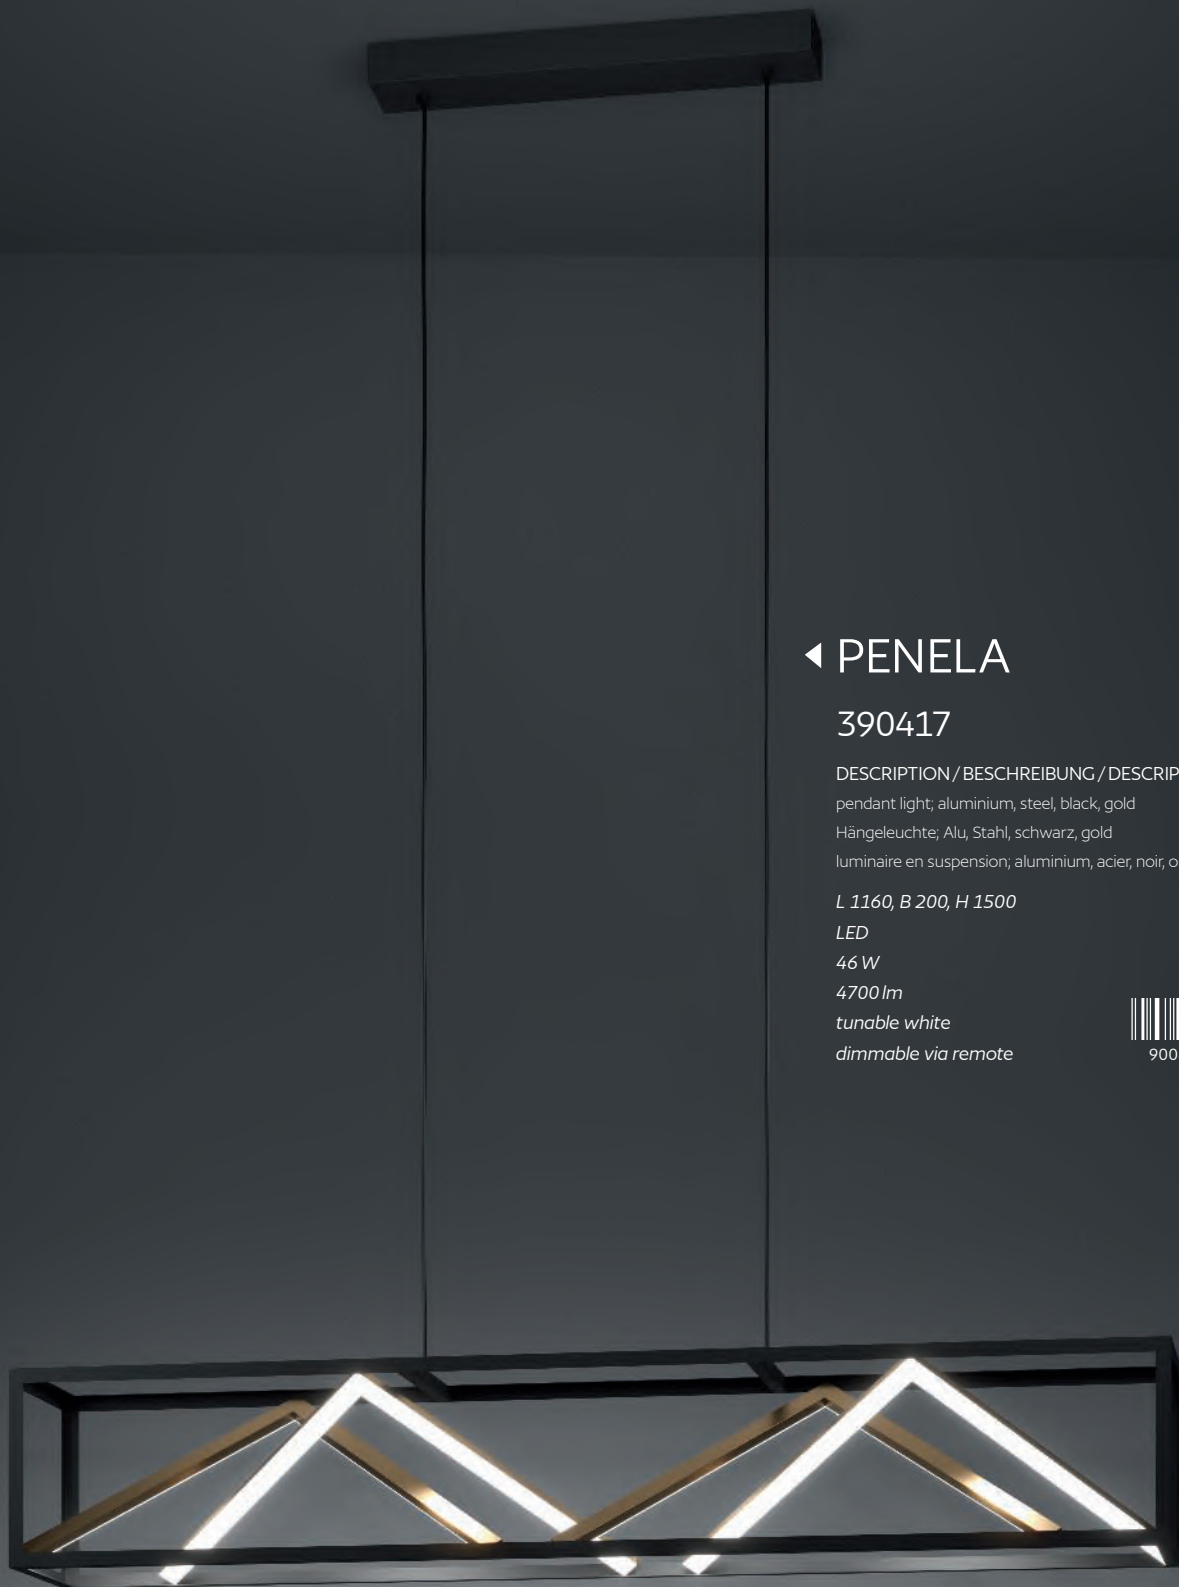 PENELA
390417
DESCRIPTION / BESCHREIBUNG / DESCRIP
pendant light; aluminium, steel, black, gold
Hängeleuchte; Alu, Stahl, schwarz, gold
luminaire en suspension; aluminium, acier, noir, o
L 1160, B 200, H 1500
LED
46 W
4700 lm
tunable white
dimmable via remote
900